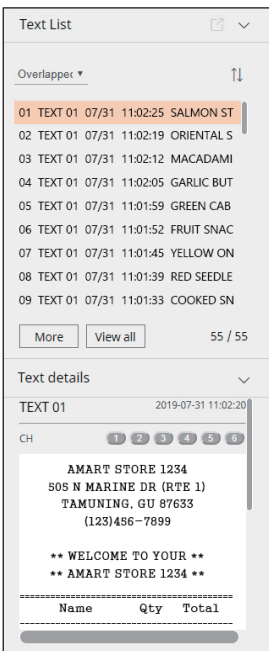 Text List
Overlapped
01 TEXT 01 07/31 11:02:25 SALMON ST
02 TEXT 01 07/31 11:02:19 ORIENTAL S
03 TEXT 01 07/31 11:02:12 MACADAMI
04 TEXT 01 07/31 11:02:05 GARLIC BUT
05 TEXT 01 07/31 11:01:59 GREEN CAB
06 TEXT 01 07/31 11:01:52 FRUIT SNAC
07 TEXT 01 07/31 11:01:45 YELLOW ON
08 TEXT 01 07/31 11:01:39 RED SEEDLE
09 TEXT 01 07/31 11:01:33 COOKED SN
More View all 55 / 55
Text details
TEXT 01 2019-07-31 11:02:20
CH 1 2 3 4 5 6
AMART STORE 1234
505 N MARINE DR (RTE 1)
TAMUNING, GU 87633
(123)456-7899
** WELCOME TO YOUR **
** AMART STORE 1234 **
==========================================
Name Qty Total
------------------------------------------